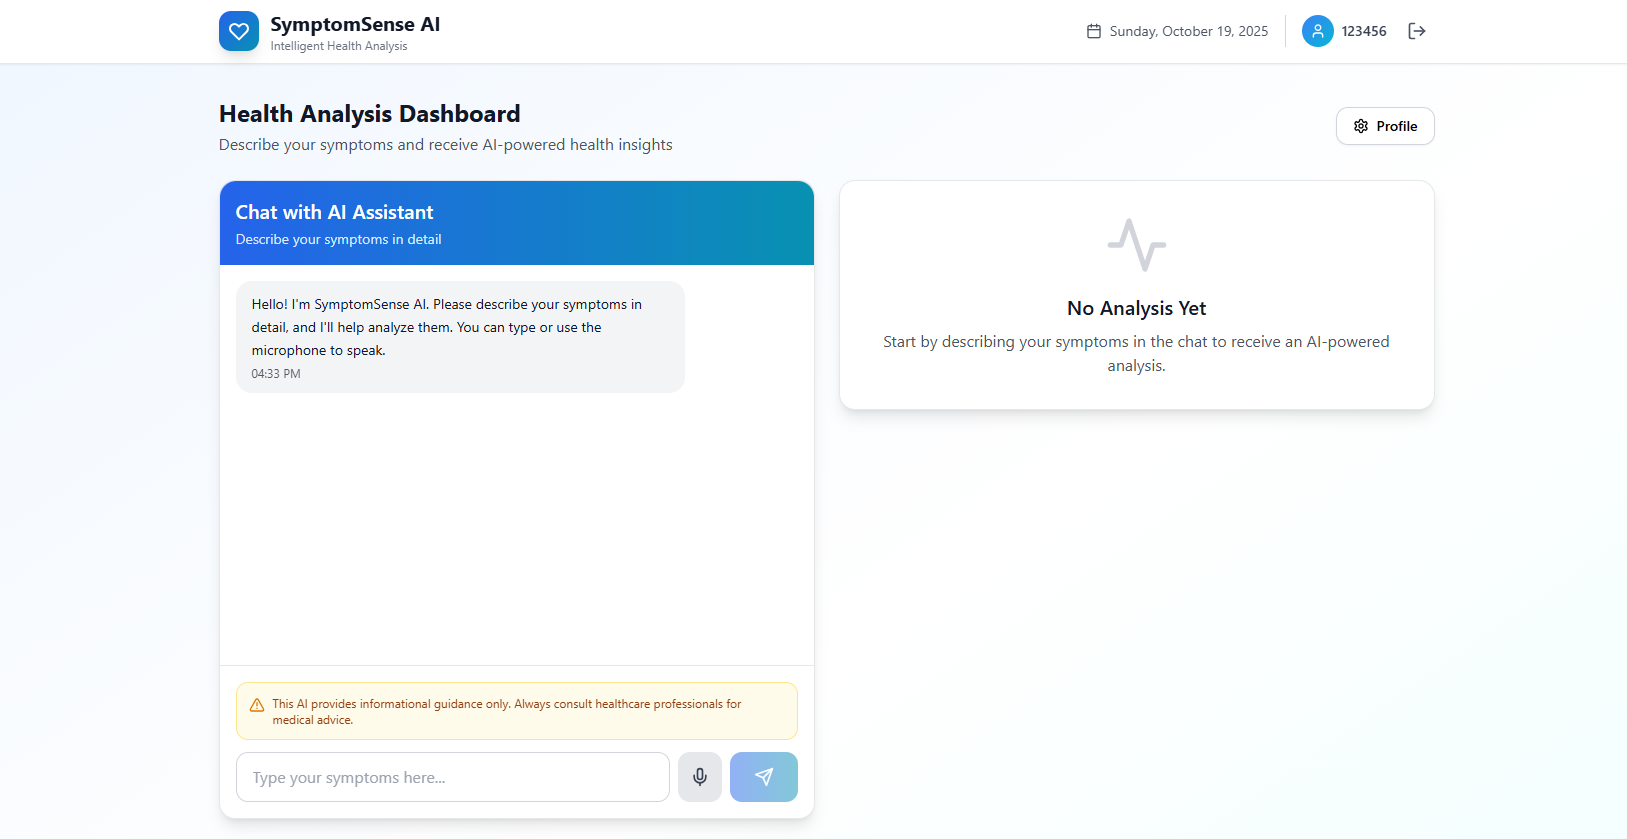 SymptomSense AI
Intelligent Health Analysis
Sunday, October 19, 2025
123456
Health Analysis Dashboard
Describe your symptoms and receive AI-powered health insights
Profile
Chat with AI Assistant
Describe your symptoms in detail
Hello! I'm SymptomSense AI. Please describe your symptoms in
detail, and I'll help analyze them. You can type or use the
microphone to speak.
04:33 PM
This AI provides informational guidance only. Always consult healthcare professionals for
medical advice.
Type your symptoms here...
No Analysis Yet
Start by describing your symptoms in the chat to receive an AI-powered
analysis.